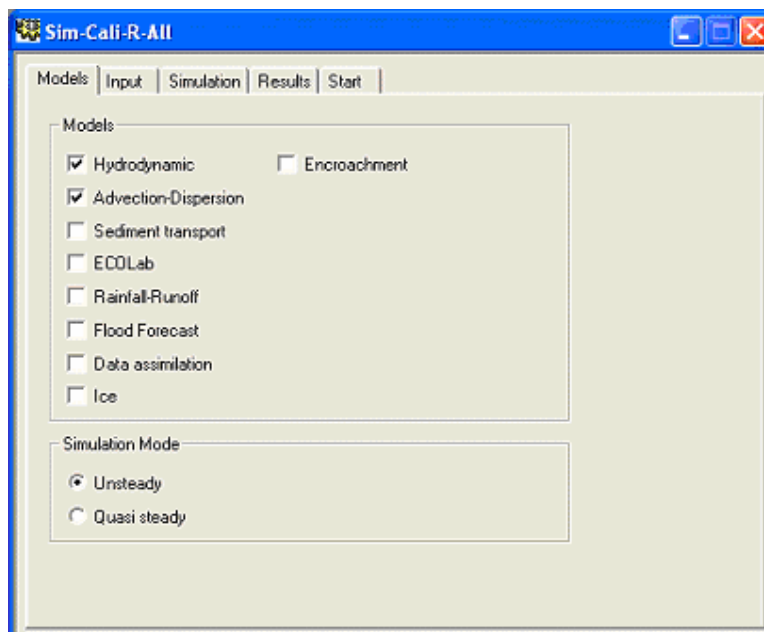 Sim-Cali-R-All
Models Input Simulation Results Start
Models
Hydrodynamic Encroachment
Advection-Dispersion
Sediment transport
ECOLab
Rainfall-Runoff
Flood Forecast
Data assimilation
Ice
Simulation Mode
Unsteady
Quasi steady